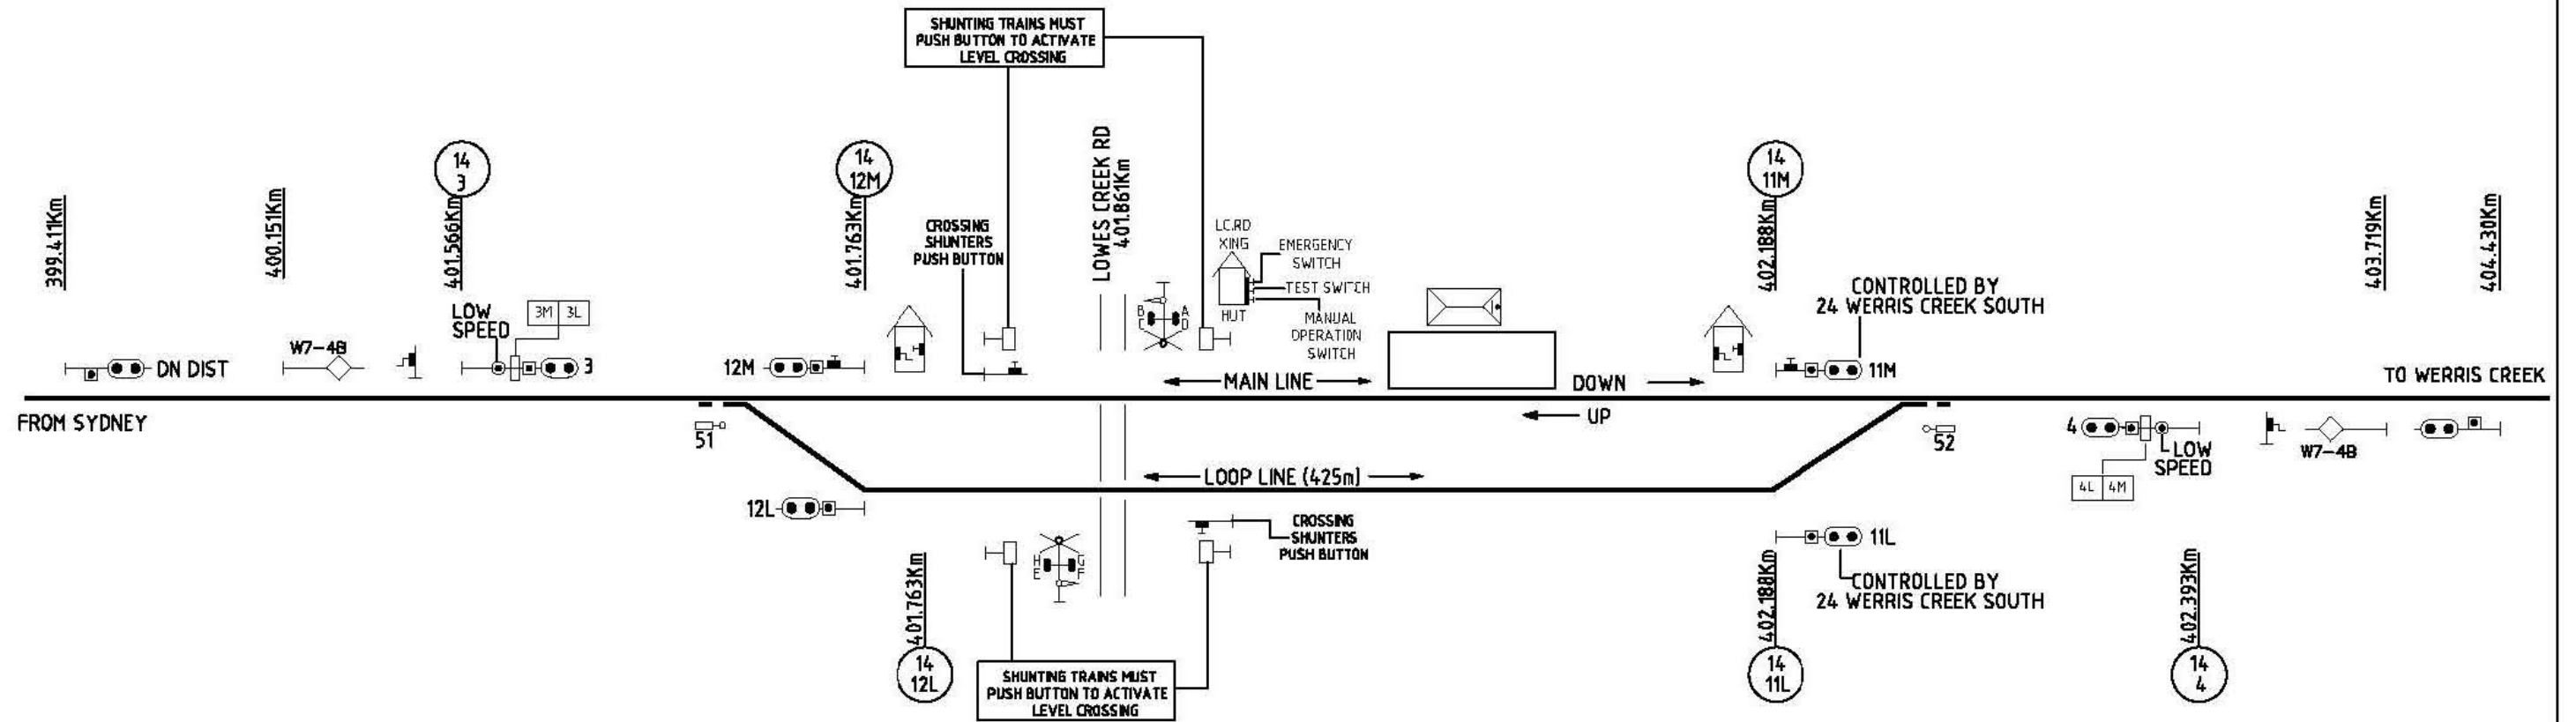 SHUNTING TRAINS MUST
PUSH BUTTON TO ACTIVATE
LEVEL CROSSING
14
3
14
12M
14
11M
399.411Km
400.151Km
401.566Km
401.763Km
LOWES CREEK RD
401.861Km
402.188Km
403.719Km
404.430Km
CROSSING
SHUNTERS
PUSH BUTTON
LC.RD
XING
HUT
EMERGENCY
SWITCH
TEST SWITCH
MANUAL
OPERATION
SWITCH
CONTROLLED BY
24 WERRIS CREEK SOUTH
LOW
SPEED
3M 3L
B
C
A
D
DN DIST
W7-4B
3
12M
11M
MAIN LINE
DOWN
TO WERRIS CREEK
FROM SYDNEY
UP
51
52
4
LOW
SPEED
W7-4B
4L 4M
LOOP LINE (425m)
12L
CROSSING
SHUNTERS
PUSH BUTTON
H
E
G
F
11L
CONTROLLED BY
24 WERRIS CREEK SOUTH
401.763Km
402.188Km
402.393Km
14
12L
14
11L
14
4
SHUNTING TRAINS MUST
PUSH BUTTON TO ACTIVATE
LEVEL CROSSING